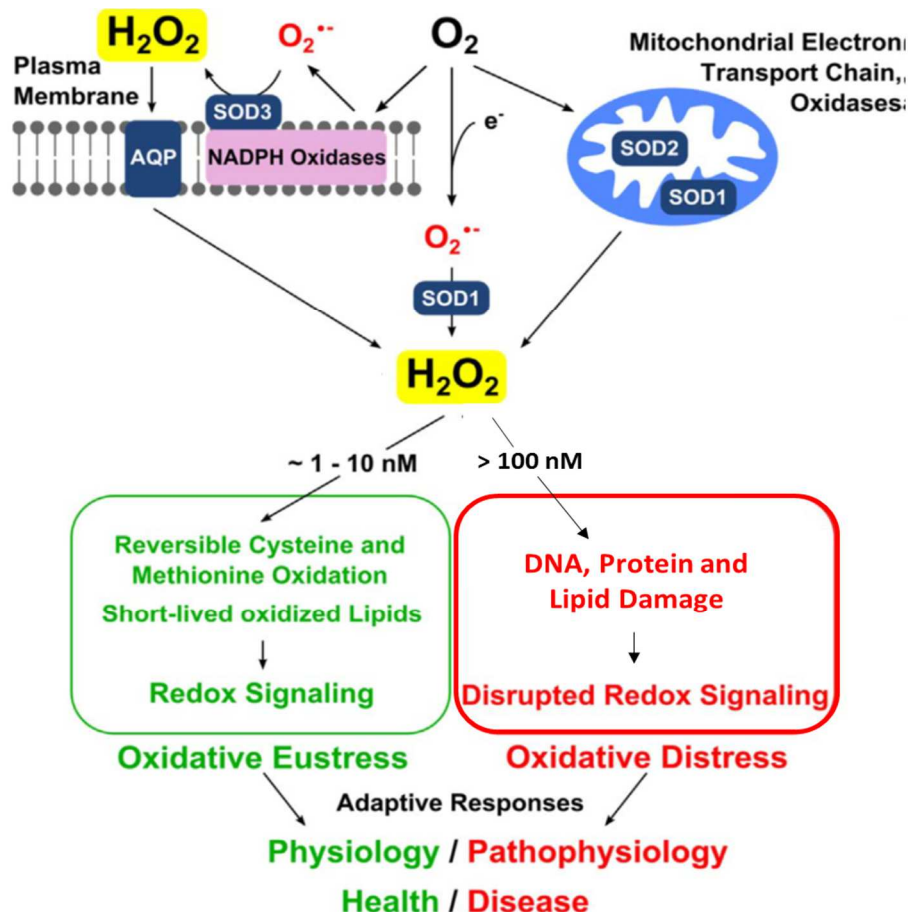 H₂O₂
O₂•-
O₂
Mitochondrial Electron
Transport Chain,
Oxidases
Plasma
Membrane
SOD3
AQP
NADPH Oxidases
e-
SOD2
SOD1
O₂•-
SOD1
H₂O₂
~ 1 - 10 nM
> 100 nM
Reversible Cysteine and
Methionine Oxidation
Short-lived oxidized Lipids
Redox Signaling
DNA, Protein and
Lipid Damage
Disrupted Redox Signaling
Oxidative Eustress
Oxidative Distress
Adaptive Responses
Physiology / Pathophysiology
Health / Disease